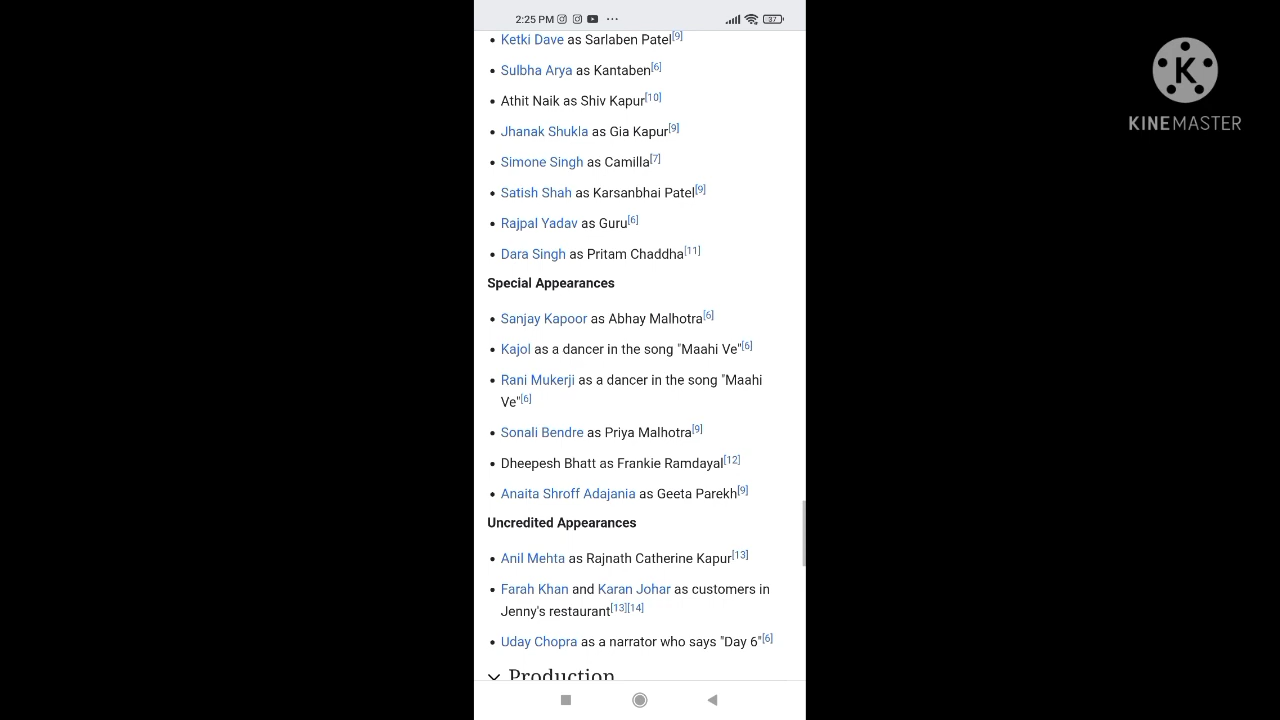 2:25 PM
37
Ketki Dave as Sarlaben Patel[9]
Sulbha Arya as Kantaben[6]
Athit Naik as Shiv Kapur[10]
Jhanak Shukla as Gia Kapur[9]
Simone Singh as Camilla[7]
Satish Shah as Karsanbhai Patel[9]
Rajpal Yadav as Guru[6]
Dara Singh as Pritam Chaddha[11]
Special Appearances
Sanjay Kapoor as Abhay Malhotra[6]
Kajol as a dancer in the song "Maahi Ve"[6]
Rani Mukerji as a dancer in the song "Maahi
Ve"[6]
Sonali Bendre as Priya Malhotra[9]
Dheepesh Bhatt as Frankie Ramdayal[12]
Anaita Shroff Adajania as Geeta Parekh[9]
Uncredited Appearances
Anil Mehta as Rajnath Catherine Kapur[13]
Farah Khan and Karan Johar as customers in
Jenny's restaurant[13][14]
Uday Chopra as a narrator who says "Day 6"[6]
Production
K
KINEMASTER